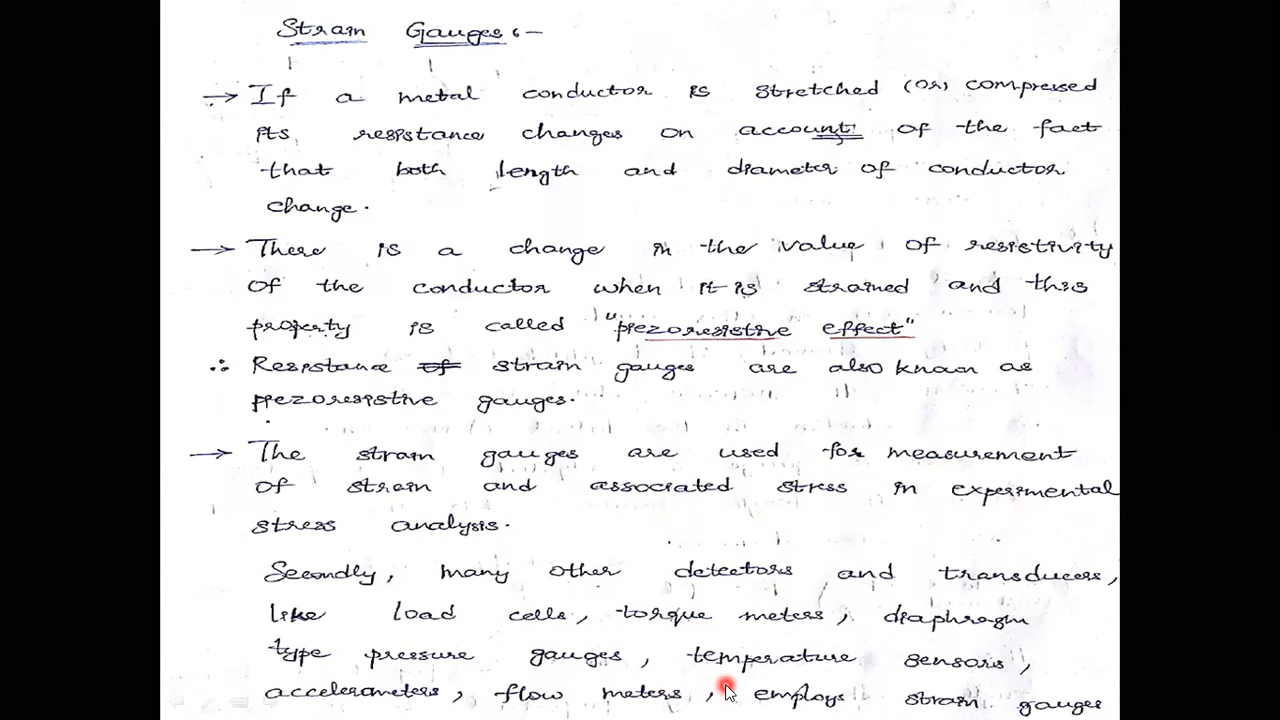 Strain Gauges :-
→ If a metal conductor is stretched (or) compressed
its resistance changes on account of the fact
that both length and diameter of conductor
change.
→ There is a change in the value of resistivity
of the conductor when it is strained and this
property is called "piezoresistive effect"
∴ Resistance of strain gauges are also known as
piezoresistive gauges.
→ The strain gauges are used for measurement
of strain and associated stress in experimental
stress analysis.
Secondly, many other detectors and transducers,
like load cells, torque meters, diaphragm
type pressure gauges, temperature sensors,
accelerometers, flow meters, employs strain gauges